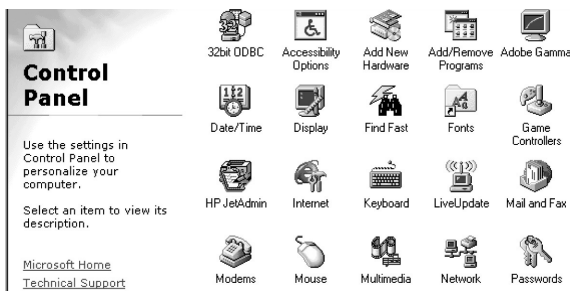 Control
Panel
Use the settings in
Control Panel to
personalize your
computer.
Select an item to view its
description.
Microsoft Home
Technical Support
32bit ODBC
Accessibility
Options
Add New
Hardware
Add/Remove
Programs
Adobe Gamma
Date/Time
Display
Find Fast
Fonts
Game
Controllers
HP JetAdmin
Internet
Keyboard
LiveUpdate
Mail and Fax
Modems
Mouse
Multimedia
Network
Passwords